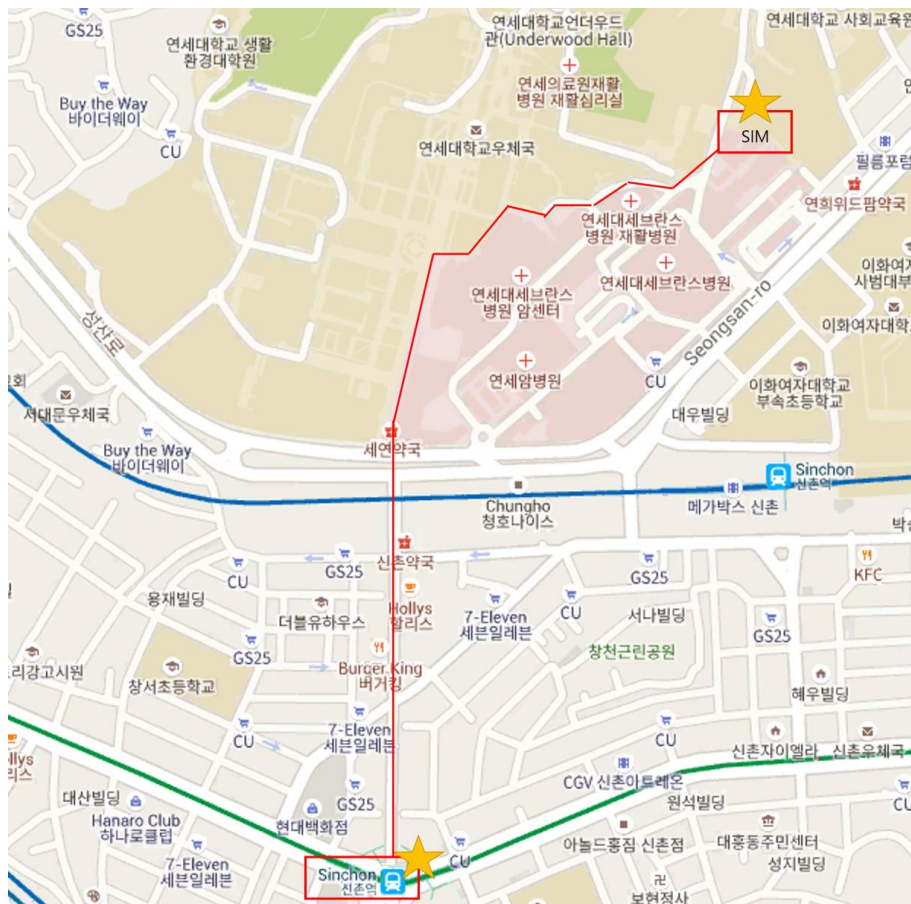 GS25
연세대학교 생활
환경대학원
연세대학교언더우드
관(Underwood Hall)
연세대학교 사회교육원
연세의료원재활
병원 재활심리실
Buy the Way
바이더웨이
CU
연세대학교우체국
SIM
필름포럼
연희위드팜약국
연세대세브란스
병원 재활병원
연세대세브란스병원
이화여자
사범대부
연세대세브란스
병원 암센터
Seongsan-ro
성산로
이화여자대학
연세암병원
CU
이화여자대학교
부속초등학교
서대문우체국
대우빌딩
Buy the Way
바이더웨이
세연약국
Sinchon
신촌역
Chungho
청호나이스
메가박스 신촌
신촌약국
CU
GS25
GS25
KFC
용재빌딩
Hollys
할리스
7-Eleven
세븐일레븐
CU
서나빌딩
더블유하우스
GS25
GS25
창천근린공원
리강고시원
창서초등학교
Burger King
버거킹
혜우빌딩
7-Eleven
세븐일레븐
CU
CU
신촌자이엘라
신촌우체국
llys
리스
CGV 신촌아트레온
대산빌딩
GS25
원석빌딩
CU
Hanaro Club
하나로클럽
현대백화점
아놀드홍짐 신촌점
대흥동주민센터
7-Eleven
세븐일레븐
CU
성지빌딩
Sinchon
신촌역
보현정사